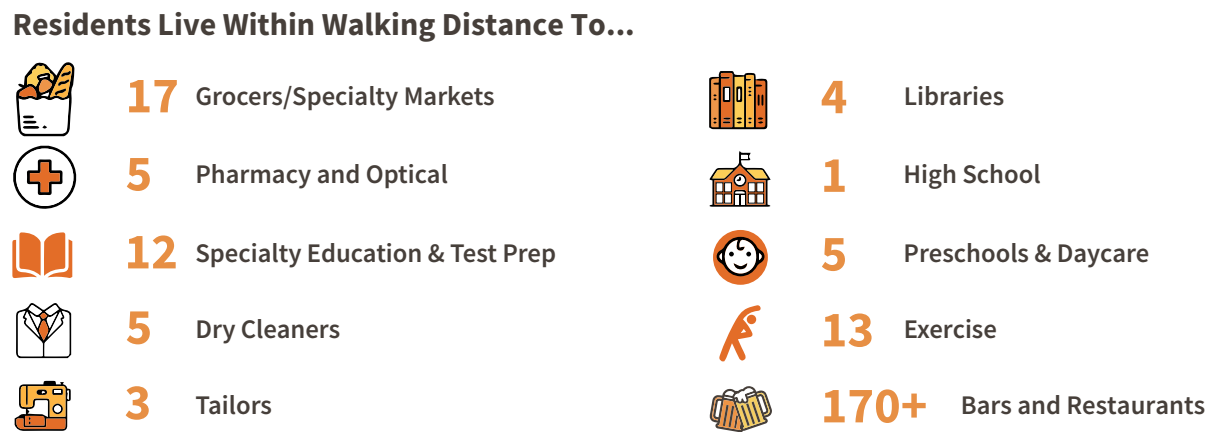 Residents Live Within Walking Distance To...
17 Grocers/Specialty Markets
5 Pharmacy and Optical
12 Specialty Education & Test Prep
5 Dry Cleaners
3 Tailors
4 Libraries
1 High School
5 Preschools & Daycare
13 Exercise
170+ Bars and Restaurants